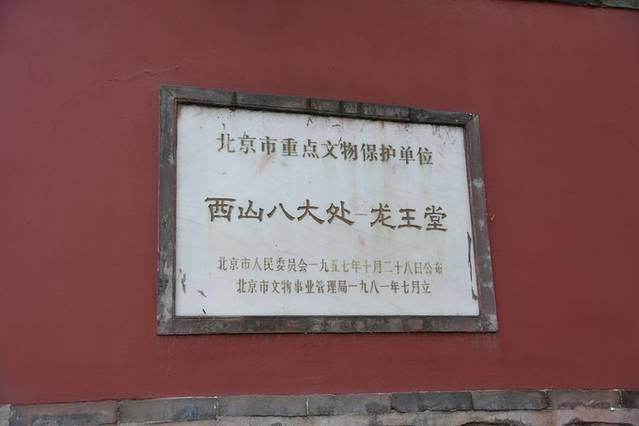 北京市重点文物保护单位
西山八大处—龙王堂
北京市人民委员会一九五七年十月二十八日公布
北京市文物事业管理局一九八一年七月立